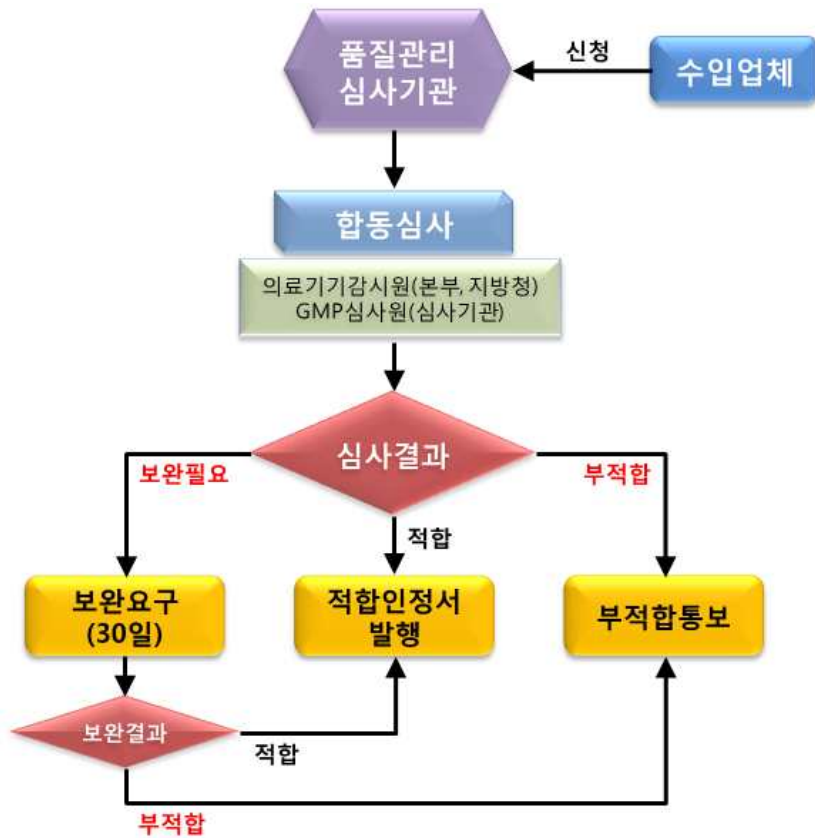 품질관리
심사기관
신청
수입업체
합동심사
의료기기감시원(본부, 지방청)
GMP심사원(심사기관)
심사결과
보완필요
부적합
적합
보완요구
(30일)
적합인정서
발행
부적합통보
보완결과
적합
부적합